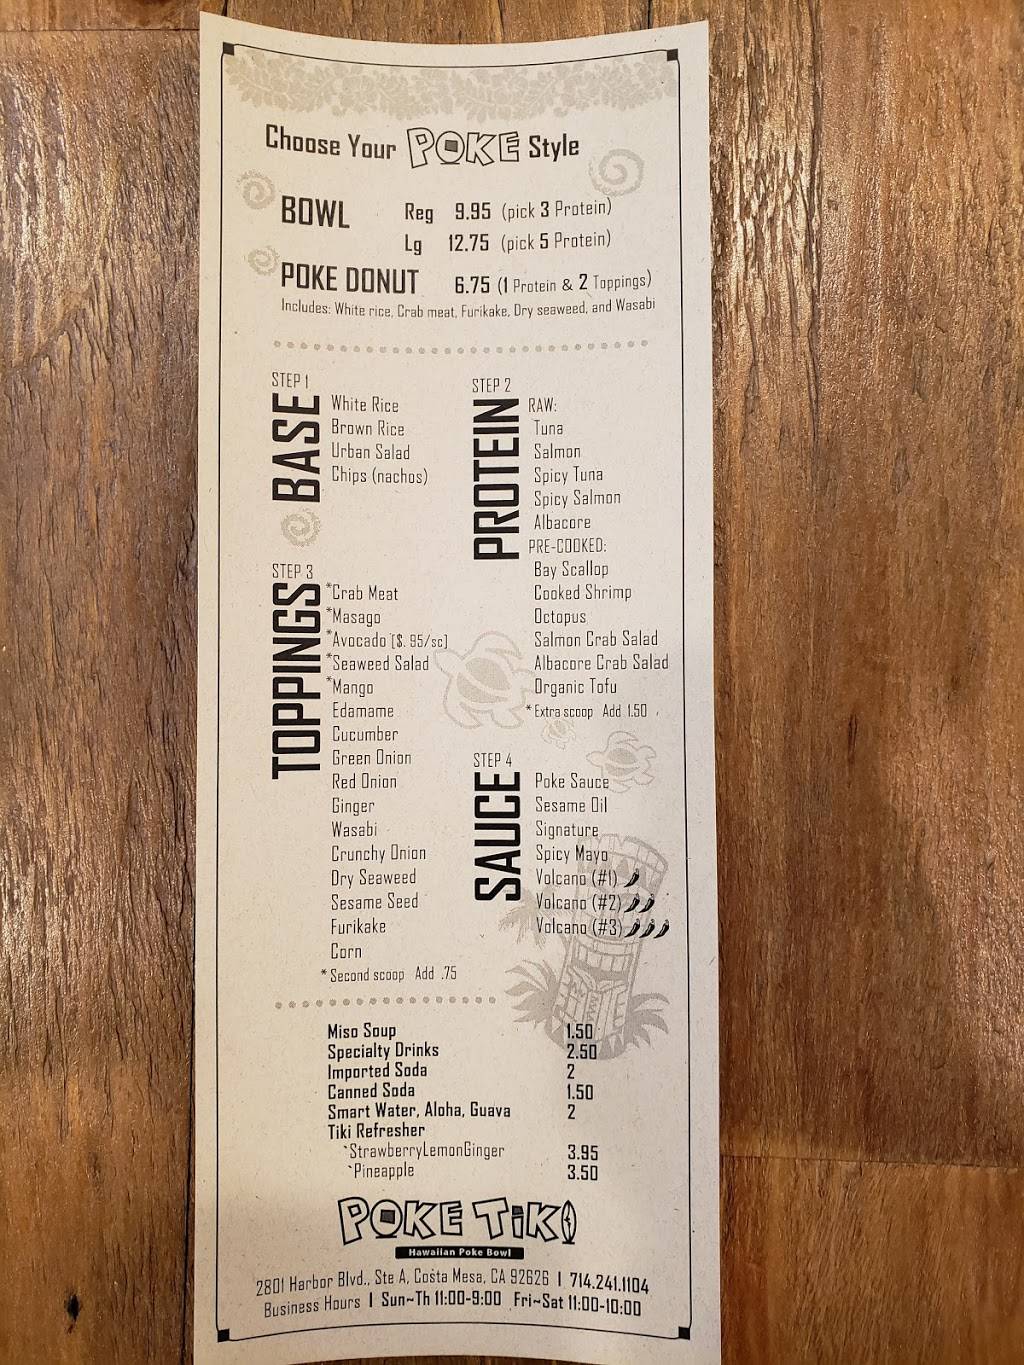 Choose Your POKE Style
BOWL Reg 9.95 (pick 3 Protein)
Lg 12.75 (pick 5 Protein)
POKE DONUT 6.75 (1 Protein & 2 Toppings)
Includes: White rice, Crab meat, Furikake, Dry seaweed, and Wasabi
STEP 1
BASE
White Rice
Brown Rice
Urban Salad
Chips (nachos)
STEP 2
PROTEIN
RAW:
Tuna
Salmon
Spicy Tuna
Spicy Salmon
Albacore
PRE-COOKED:
Bay Scallop
Cooked Shrimp
Octopus
Salmon Crab Salad
Albacore Crab Salad
Organic Tofu
* Extra scoop Add 1.50
STEP 3
TOPPINGS
*Crab Meat
*Masago
*Avocado [$.95/sc]
*Seaweed Salad
*Mango
Edamame
Cucumber
Green Onion
Red Onion
Ginger
Wasabi
Crunchy Onion
Dry Seaweed
Sesame Seed
Furikake
Corn
* Second scoop Add .75
STEP 4
SAUCE
Poke Sauce
Sesame Oil
Signature
Spicy Mayo
Volcano (#1)
Volcano (#2)
Volcano (#3)
Miso Soup 1.50
Specialty Drinks 2.50
Imported Soda 2
Canned Soda 1.50
Smart Water, Aloha, Guava 2
Tiki Refresher
`StrawberryLemonGinger 3.95
`Pineapple 3.50
POKE TiKi
Hawaiian Poke Bowl
2801 Harbor Blvd., Ste A, Costa Mesa, CA 92626 | 714.241.1104
Business Hours | Sun~Th 11:00-9:00 Fri~Sat 11:00-10:00